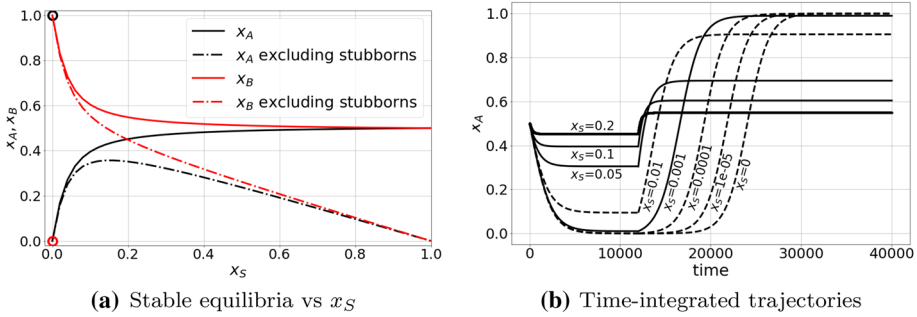 (b)
1.0
0.8
0.6
0.4
0.2
0.0
x_A, x_B
x_A
x_A excluding stubborns
x_B
x_B excluding stubborns
0.0 0.2 0.4 0.6 0.8 1.0
x_S
(a) Stable equilibria vs x_S
1.0
0.8
0.6
0.4
0.2
0.0
x_A
x_S=0.2
x_S=0.1
x_S=0.05
x_S=0.01
x_S=0.001
x_S=0.0001
x_S=1e-05
x_S=0
0 10000 20000 30000 40000
time
(b) Time-integrated trajectories